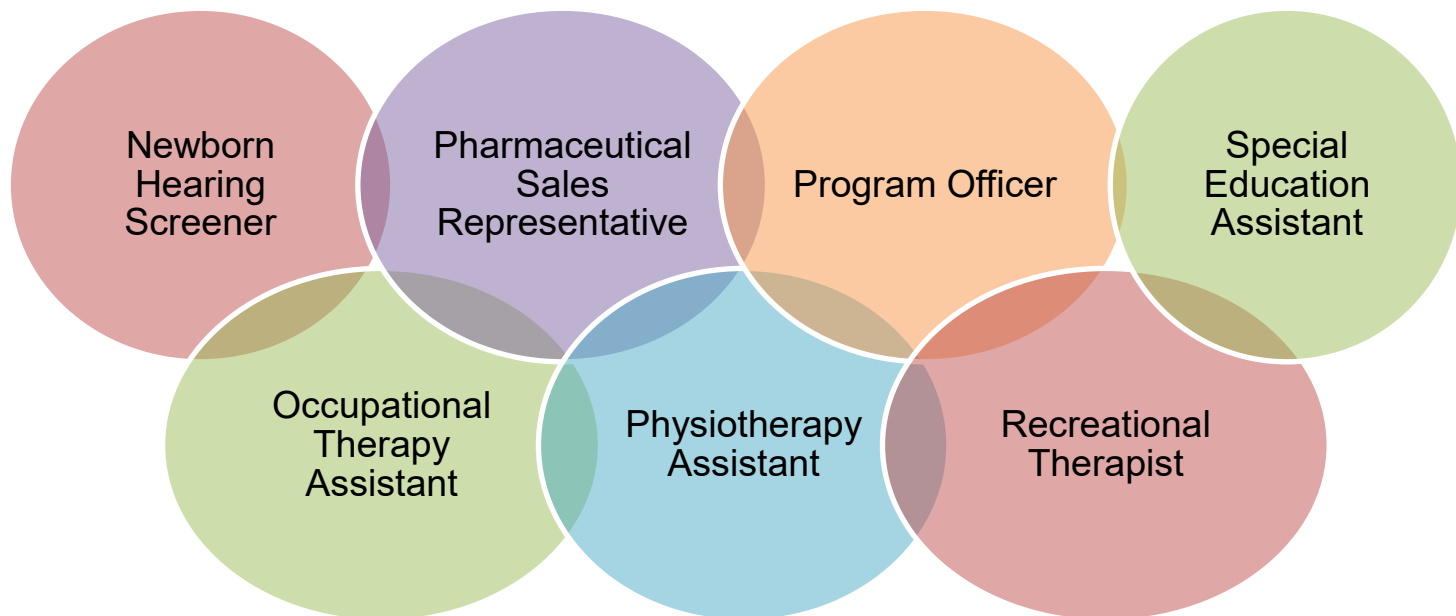 Newborn
Hearing
Screener
Pharmaceutical
Sales
Representative
Program Officer
Special
Education
Assistant
Occupational
Therapy
Assistant
Physiotherapy
Assistant
Recreational
Therapist